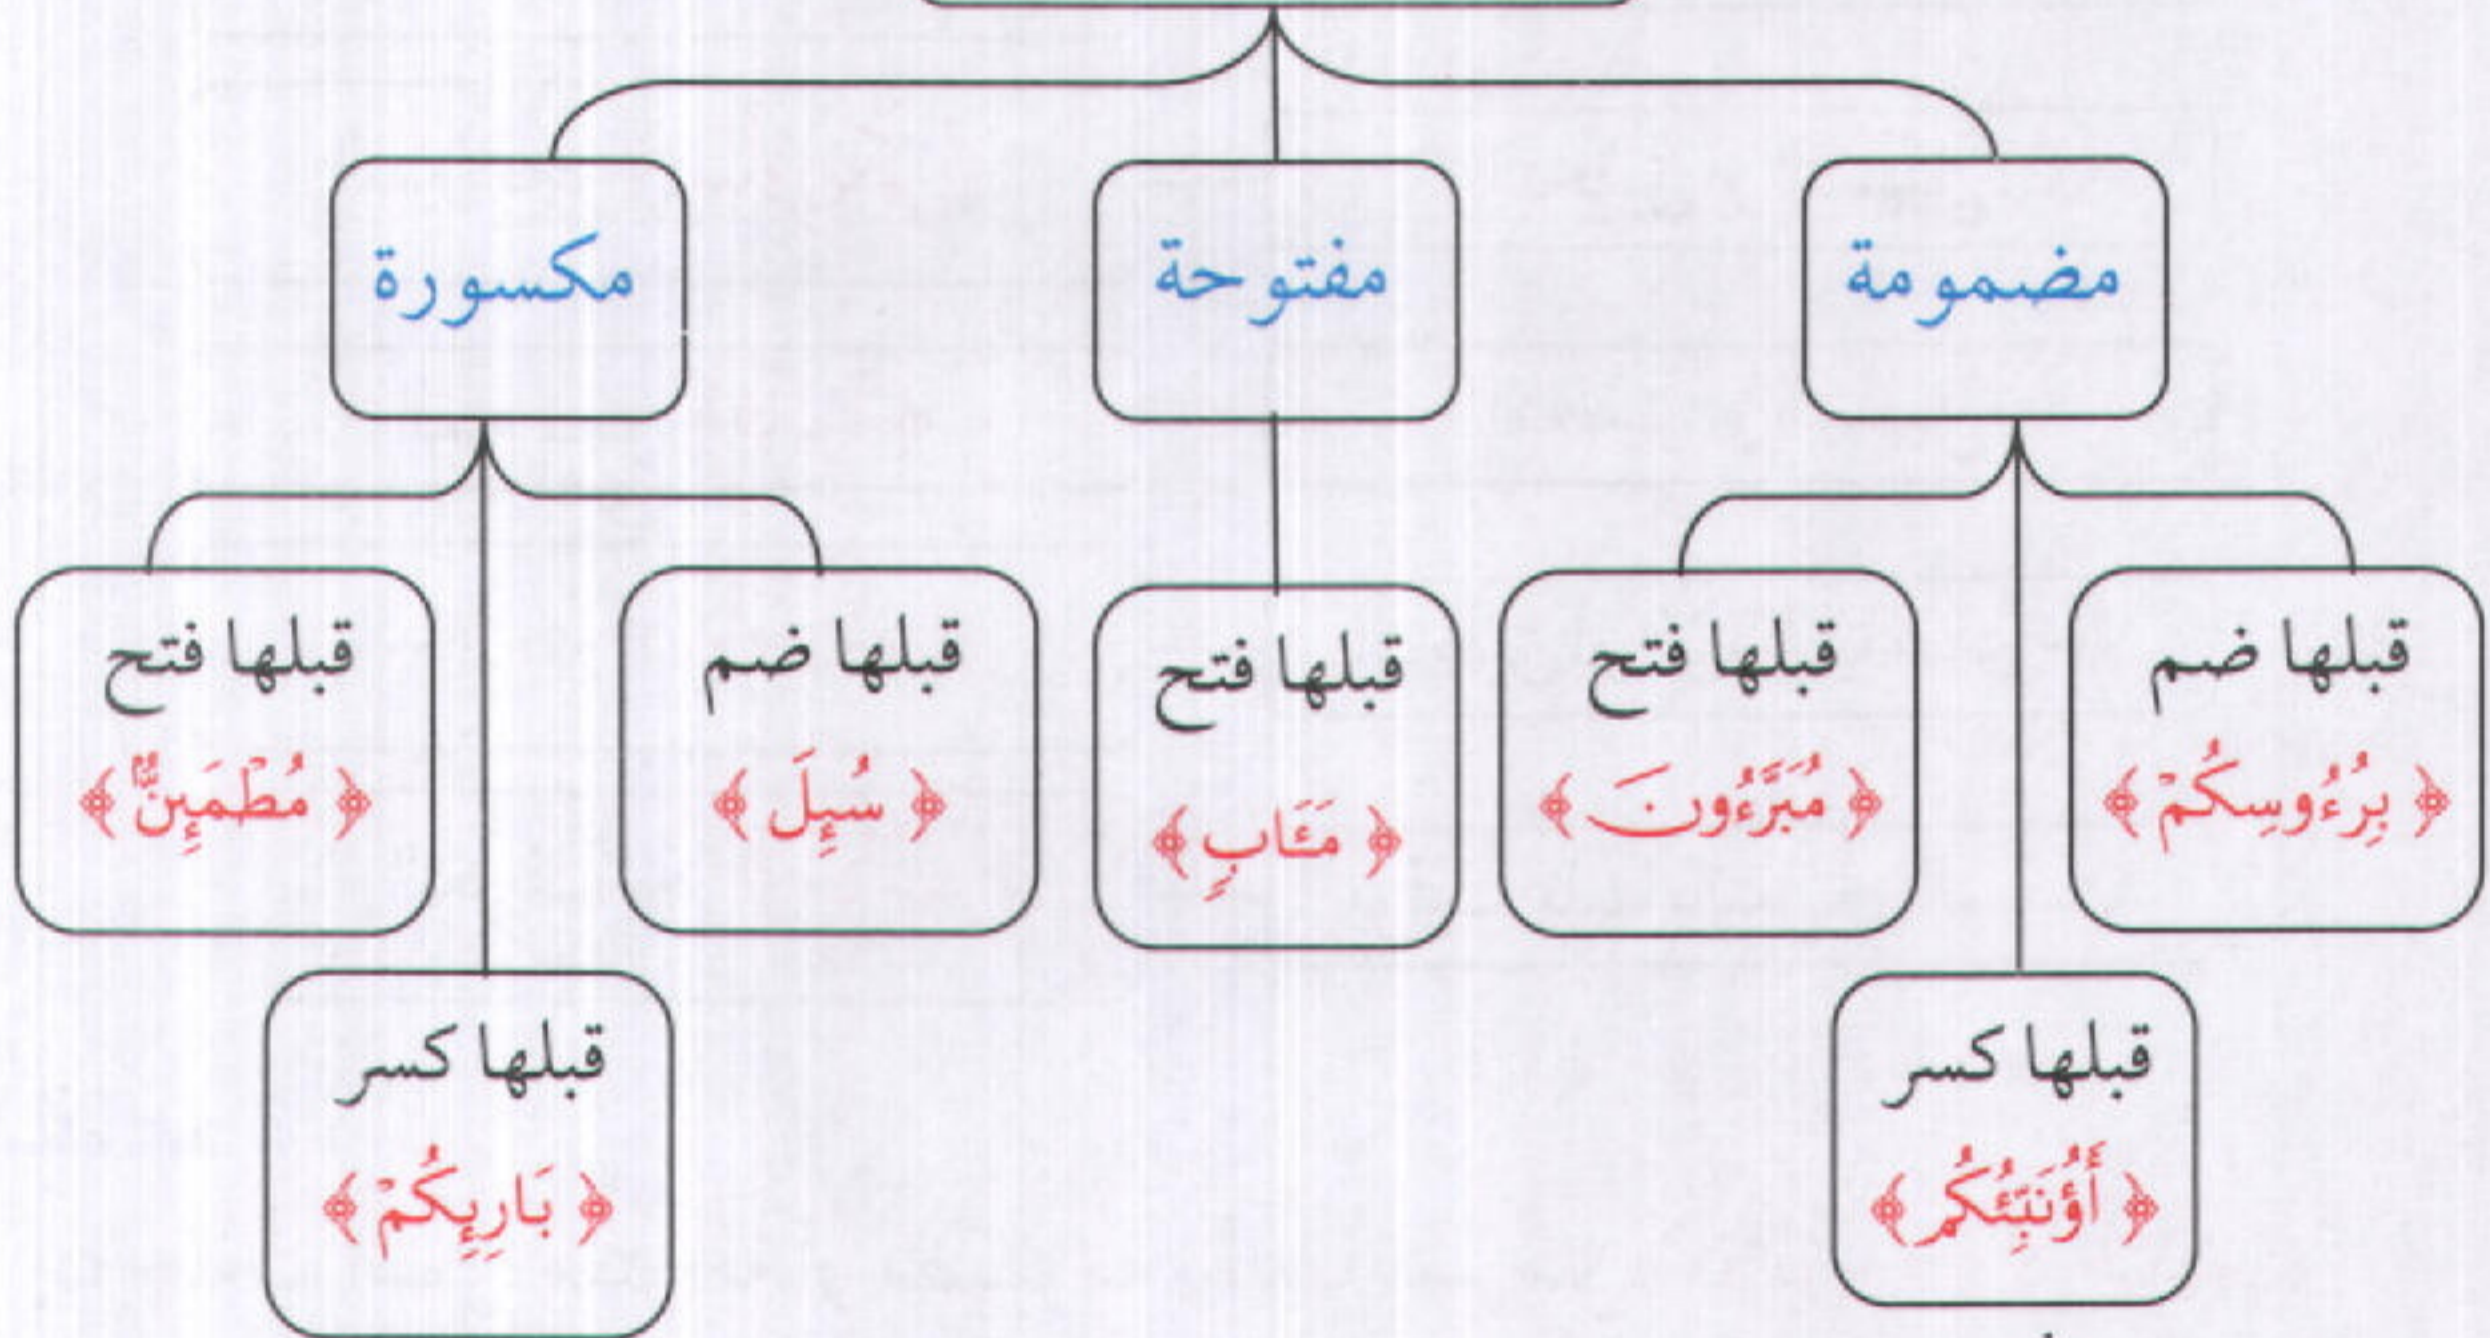 مضمومة
مفتوحة
مكسورة
قبلها ضم
﴿ بِرُءُوسِكُمْ ﴾
قبلها فتح
﴿ مُبَرَّءُونَ ﴾
قبلها فتح
﴿ مَـَٔابٍ ﴾
قبلها ضم
﴿ سُئِلَ ﴾
قبلها فتح
﴿ مُطْمَئِنٌّ ﴾
قبلها كسر
﴿ أَؤُنَبِّئُكُم ﴾
قبلها كسر
﴿ بَارِئِكُمْ ﴾